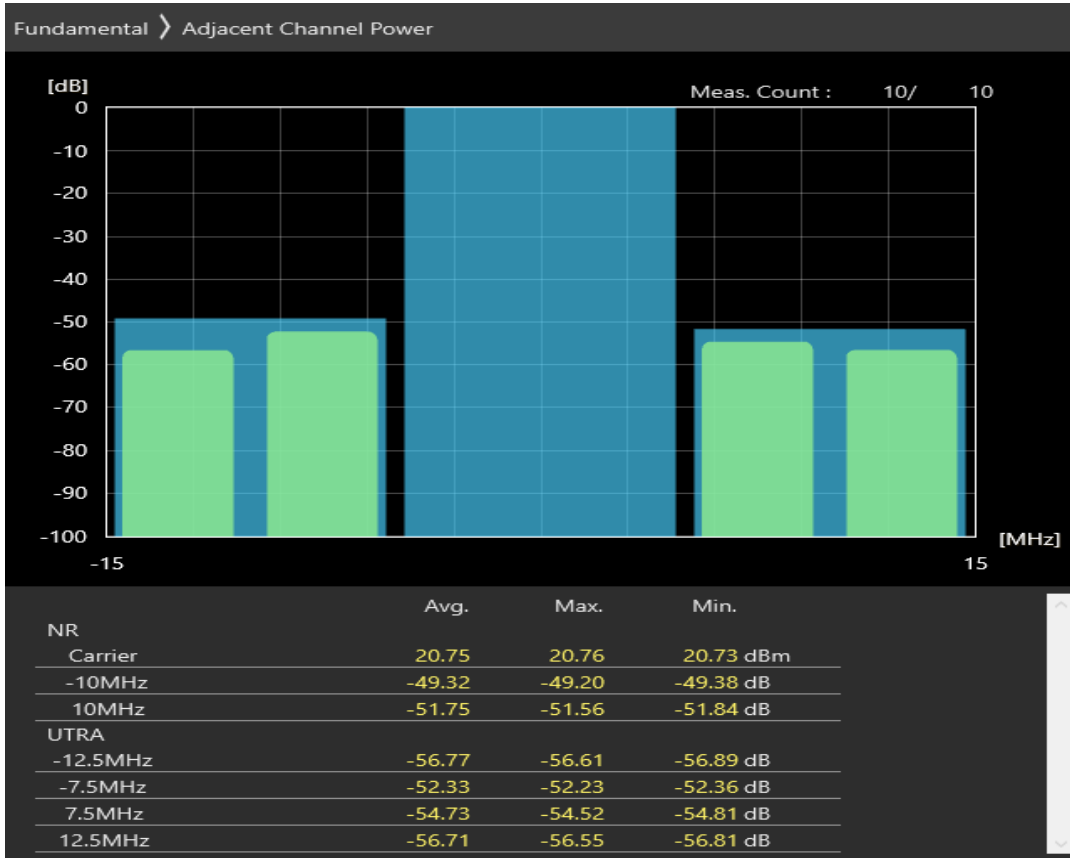 Fundamental 〉 Adjacent Channel Power
[dB]
Meas. Count : 10/ 10
0
-10
-20
-30
-40
-50
-60
-70
-80
-90
-100
[MHz]
-15 15
Avg. Max. Min.
NR
Carrier 20.75 20.76 20.73 dBm
-10MHz -49.32 -49.20 -49.38 dB
10MHz -51.75 -51.56 -51.84 dB
UTRA
-12.5MHz -56.77 -56.61 -56.89 dB
-7.5MHz -52.33 -52.23 -52.36 dB
7.5MHz -54.73 -54.52 -54.81 dB
12.5MHz -56.71 -56.55 -56.81 dB